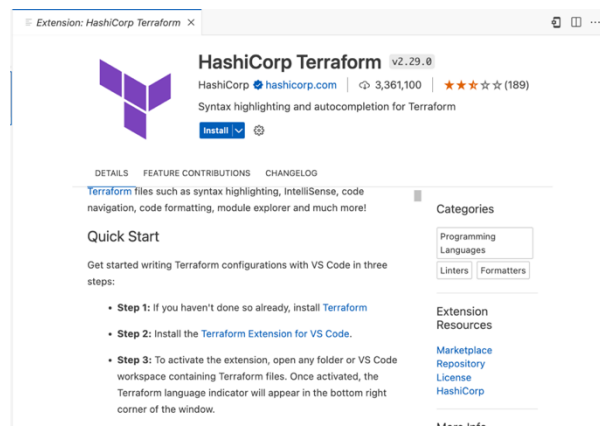 Extension: HashiCorp Terraform
HashiCorp Terraform v2.29.0
HashiCorp hashicorp.com 3,361,100 (189)
Syntax highlighting and autocompletion for Terraform
Install
DETAILS FEATURE CONTRIBUTIONS CHANGELOG
Terraform files such as syntax highlighting, IntelliSense, code
navigation, code formatting, module explorer and much more!
Quick Start
Get started writing Terraform configurations with VS Code in three
steps:
• Step 1: If you haven't done so already, install Terraform
• Step 2: Install the Terraform Extension for VS Code.
• Step 3: To activate the extension, open any folder or VS Code
workspace containing Terraform files. Once activated, the
Terraform language indicator will appear in the bottom right
corner of the window.
Categories
Programming
Languages
Linters Formatters
Extension
Resources
Marketplace
Repository
License
HashiCorp
More Info